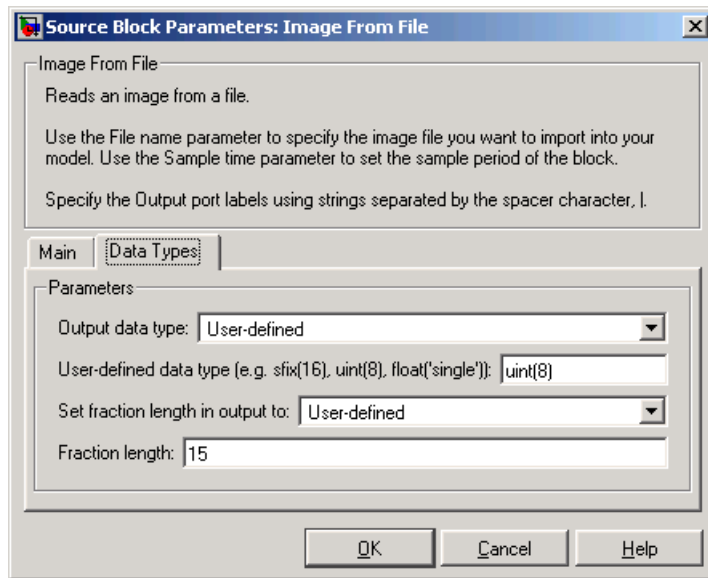 Source Block Parameters: Image From File
Image From File
Reads an image from a file.
Use the File name parameter to specify the image file you want to import into your
model. Use the Sample time parameter to set the sample period of the block.
Specify the Output port labels using strings separated by the spacer character, |.
Main Data Types
Parameters
Output data type: User-defined
User-defined data type (e.g. sfix(16), uint(8), float('single')): uint(8)
Set fraction length in output to: User-defined
Fraction length: 15
OK Cancel Help